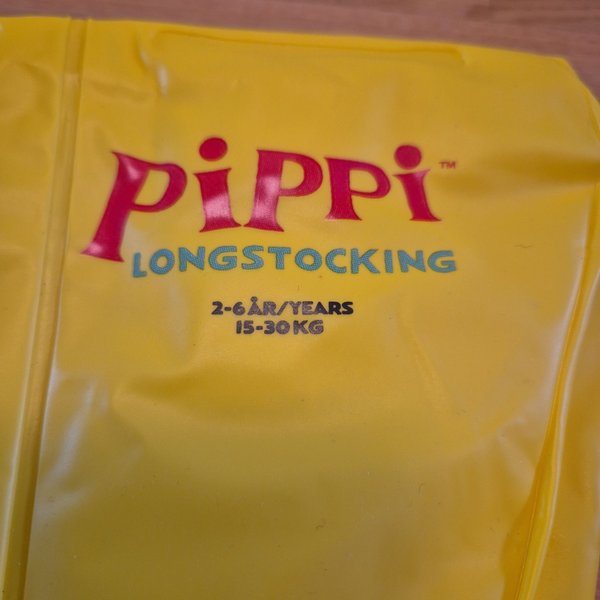 PiPPi™
LONGSTOCKING
2-6 ÅR/YEARS
15-30 KG